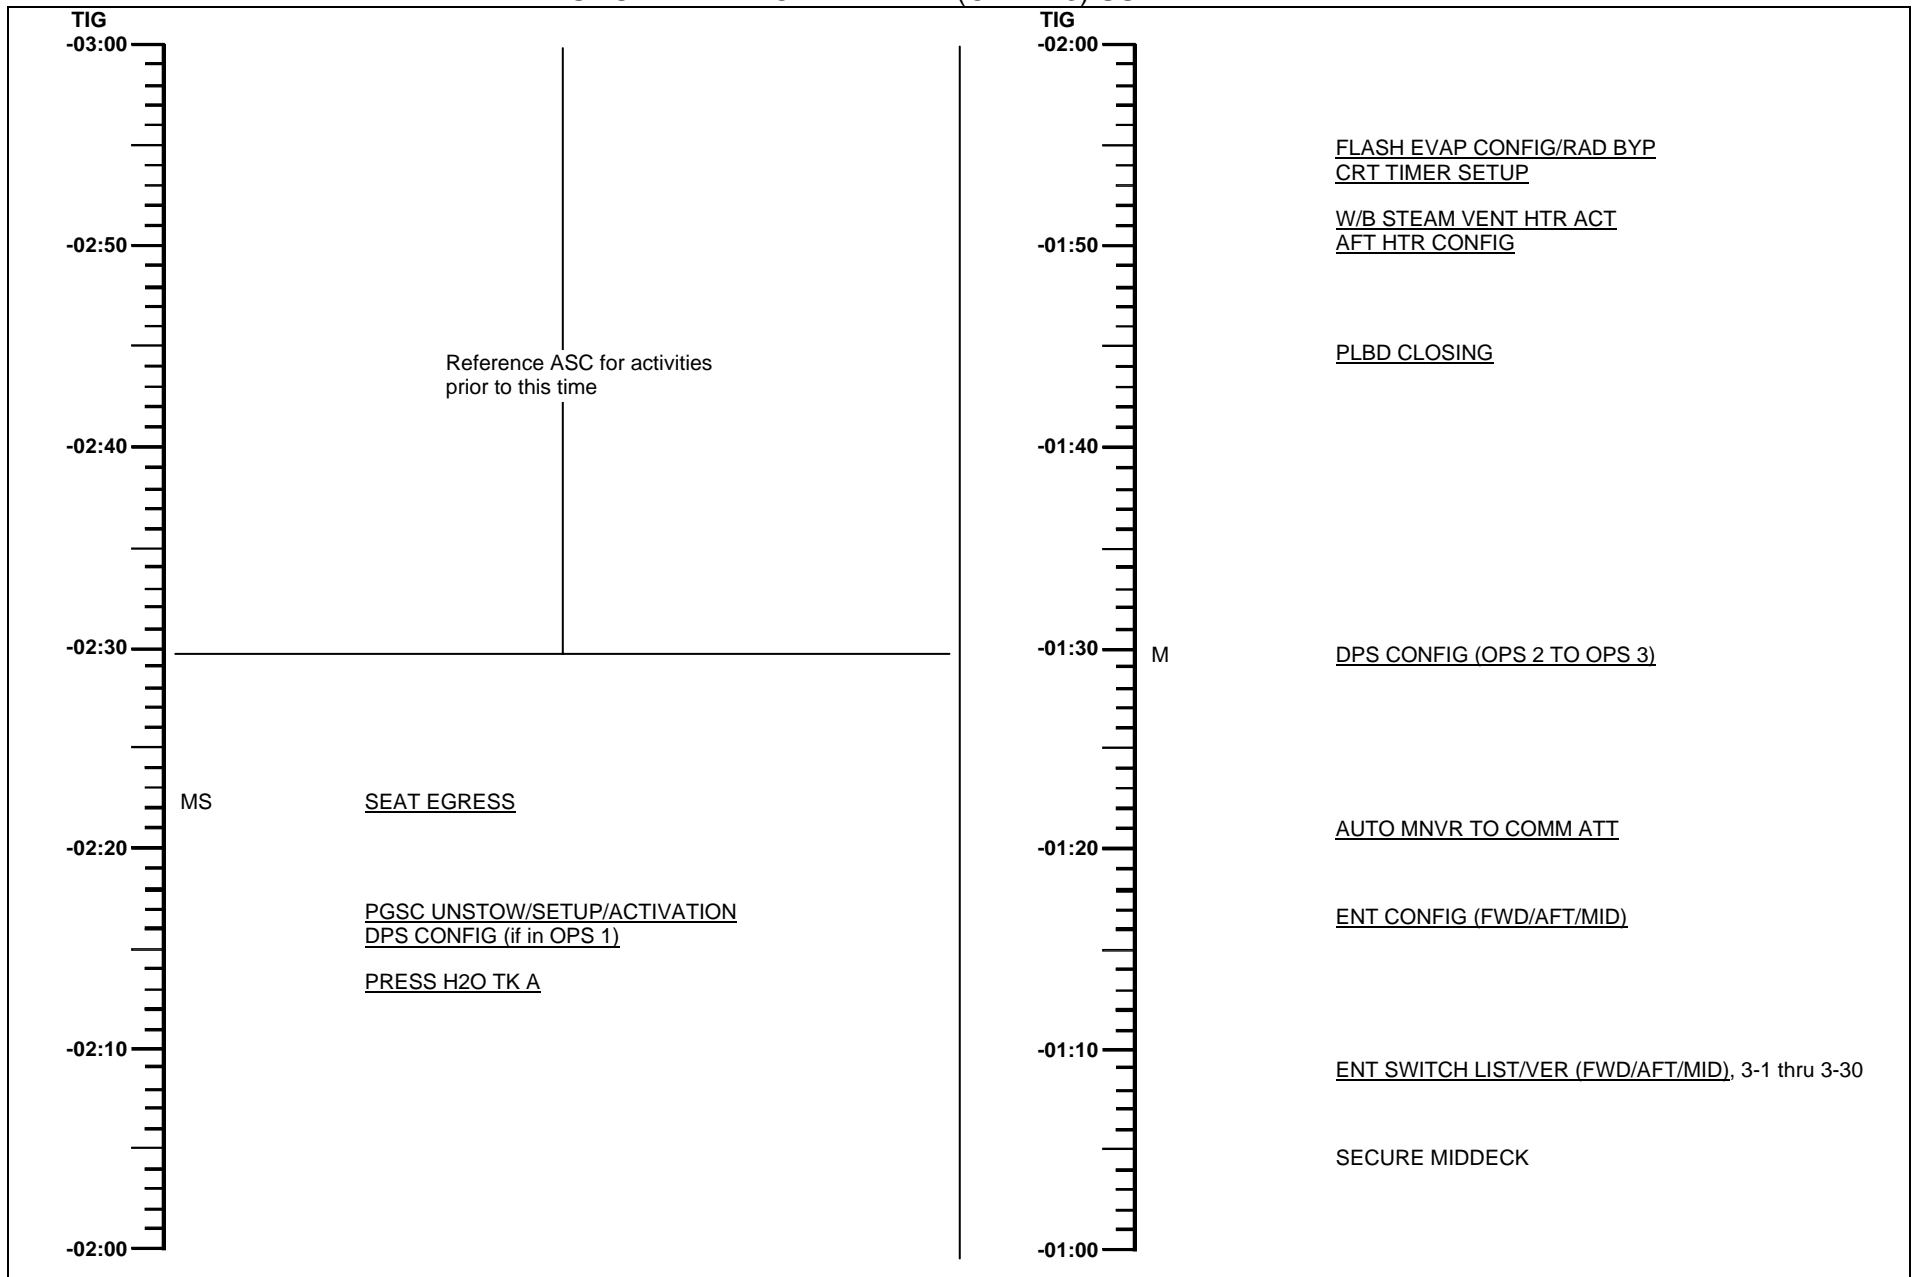 TIG
-03:00
-02:50
Reference ASC for activities
prior to this time
-02:40
-02:30
MS SEAT EGRESS
-02:20
PGSC UNSTOW/SETUP/ACTIVATION
DPS CONFIG (if in OPS 1)
PRESS H2O TK A
-02:10
-02:00
TIG
-02:00
FLASH EVAP CONFIG/RAD BYP
CRT TIMER SETUP
W/B STEAM VENT HTR ACT
-01:50 AFT HTR CONFIG
PLBD CLOSING
-01:40
-01:30 M DPS CONFIG (OPS 2 TO OPS 3)
AUTO MNVR TO COMM ATT
-01:20
ENT CONFIG (FWD/AFT/MID)
-01:10
ENT SWITCH LIST/VER (FWD/AFT/MID), 3-1 thru 3-30
SECURE MIDDECK
-01:00